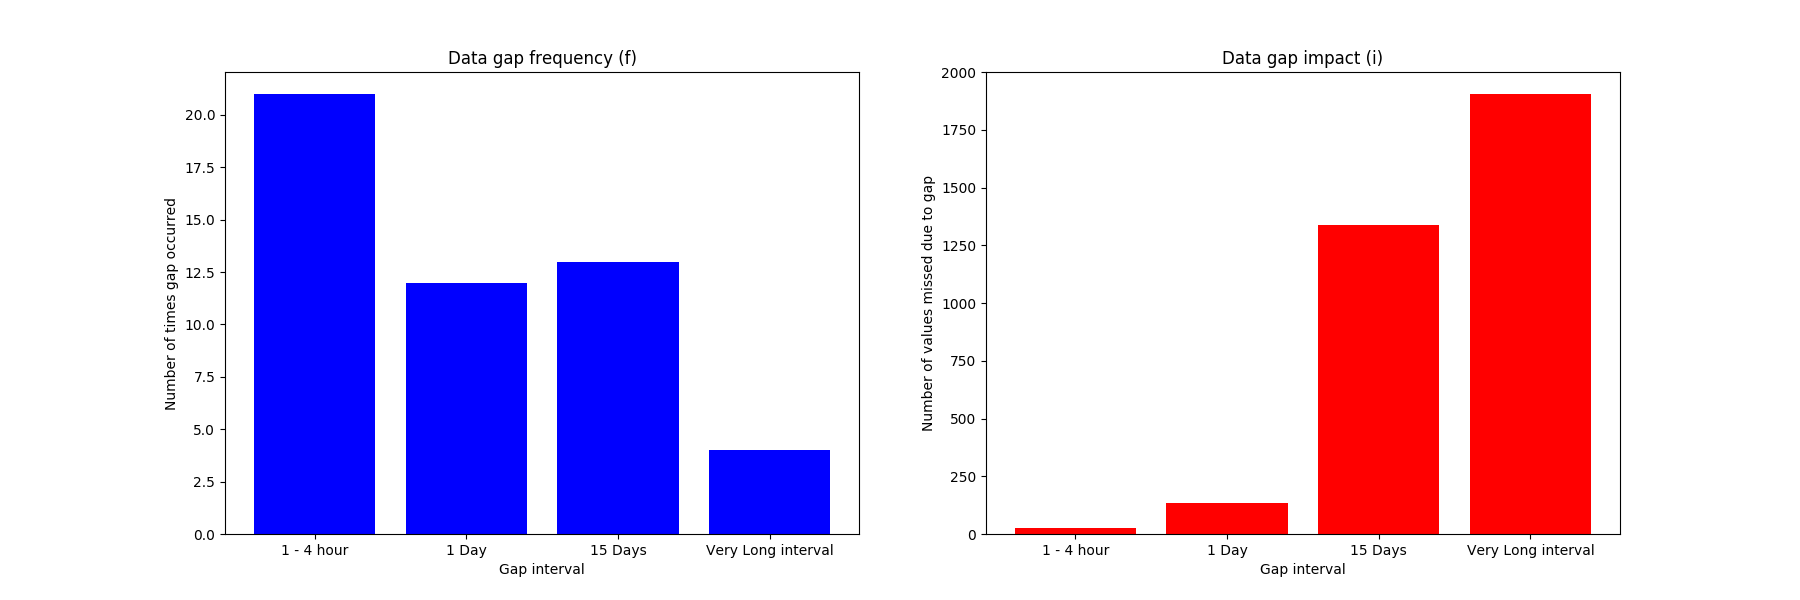 Data gap frequency (f)
Number of times gap occurred
20.0
17.5
15.0
12.5
10.0
7.5
5.0
2.5
0.0
1 - 4 hour 1 Day 15 Days Very Long interval
Gap interval
Data gap impact (i)
Number of values missed due to gap
2000
1750
1500
1250
1000
750
500
250
0
1 - 4 hour 1 Day 15 Days Very Long interval
Gap interval